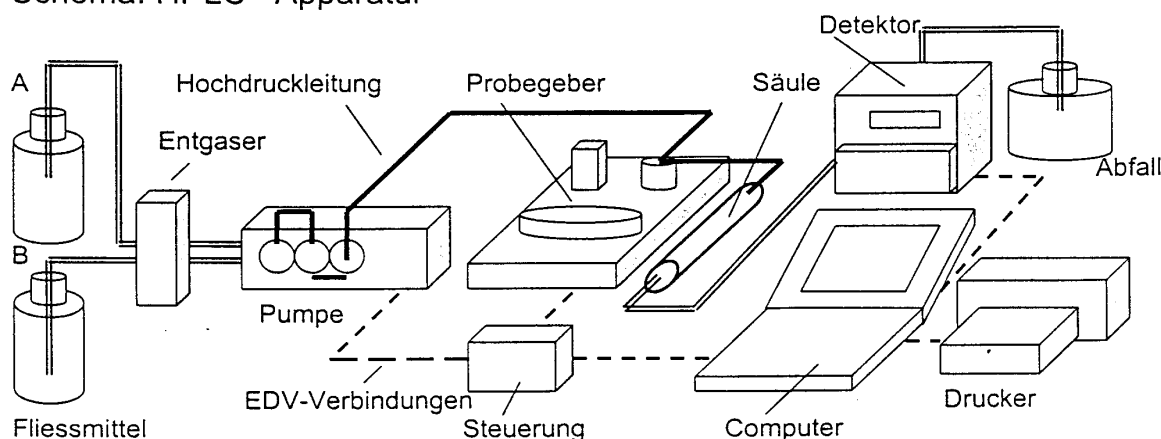 Schema: HPLC - Apparatur
Detektor
A
Hochdruckleitung
Probegeber
Säule
Entgaser
Abfall
B
Pumpe
EDV-Verbindungen
Drucker
Fliessmittel
Steuerung
Computer